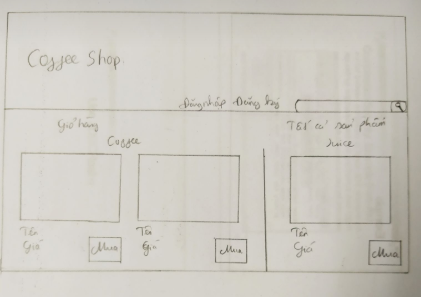 Coffee Shop
Đăng nhập Đăng ký
Giỏ hàng
Tất cả sản phẩm
Coffee
Juice
Tên
Giá
Mua
Tên
Giá
Mua
Tên
Giá
Mua